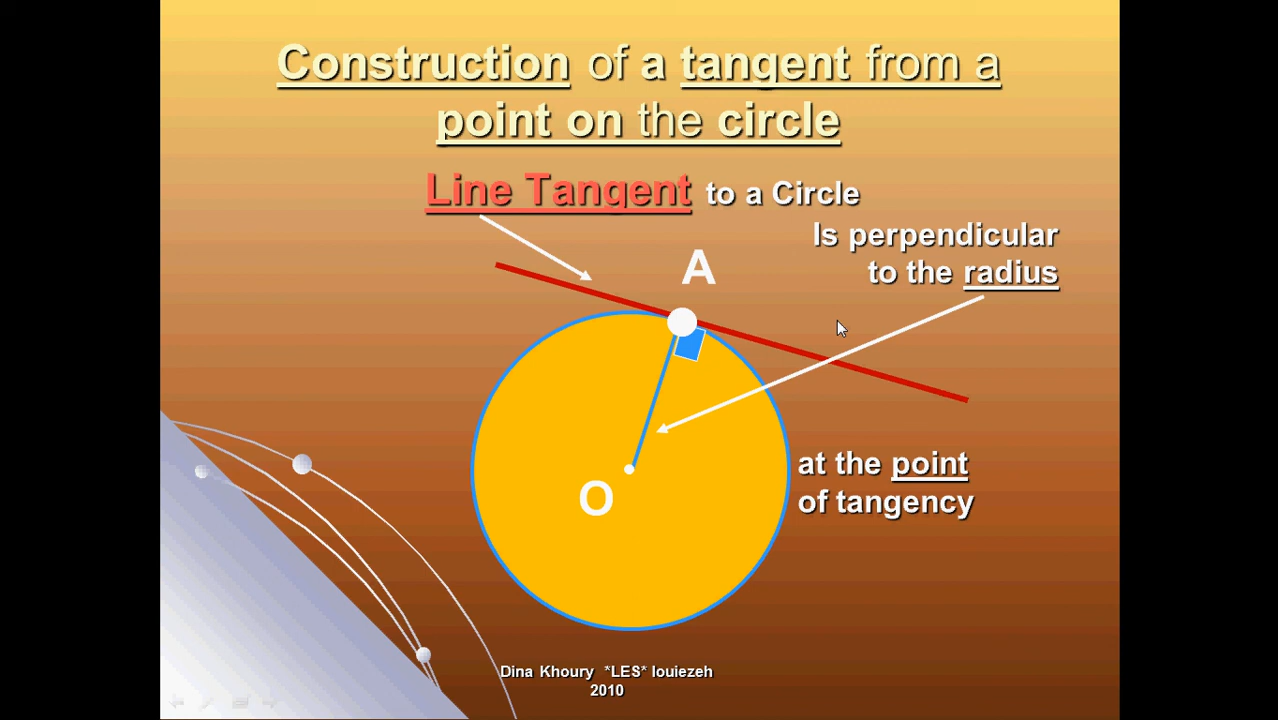 Construction of a tangent from a
point on the circle
Line Tangent to a Circle
Is perpendicular
to the radius
A
O
at the point
of tangency
Dina Khoury *LES* louiezeh
2010